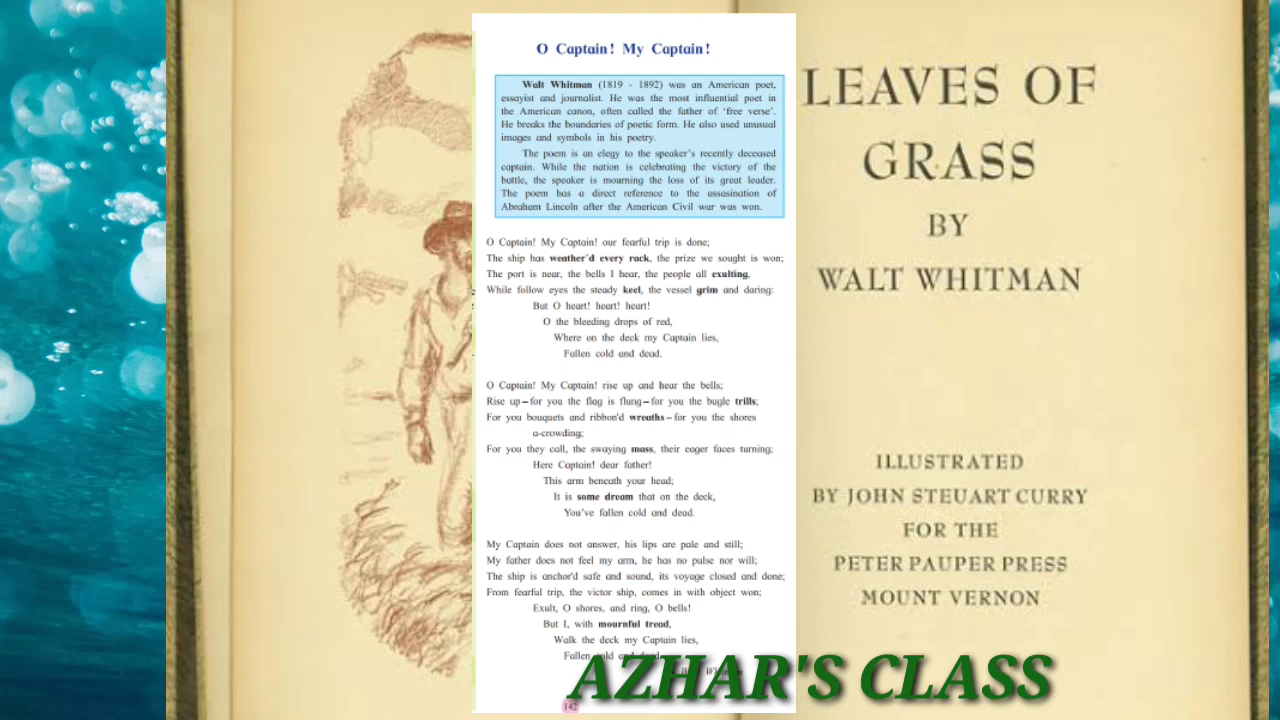 O Captain! My Captain!
Walt Whitman (1819 - 1892) was an American poet,
essayist and journalist. He was the most influential poet in
the American canon, often called the father of 'free verse'.
He breaks the boundaries of poetic form. He also used unusual
images and symbols in his poetry.
The poem is an elegy to the speaker's recently deceased
captain. While the nation is celebrating the victory of the
battle, the speaker is mourning the loss of its great leader.
The poem has a direct reference to the assasination of
Abraham Lincoln after the American Civil war was won.
O Captain! My Captain! our fearful trip is done;
The ship has weather'd every rack, the prize we sought is won;
The port is near, the bells I hear, the people all exulting,
While follow eyes the steady keel, the vessel grim and daring:
But O heart! heart! heart!
O the bleeding drops of red,
Where on the deck my Captain lies,
Fallen cold and dead.
O Captain! My Captain! rise up and hear the bells;
Rise up–for you the flag is flung–for you the bugle trills;
For you bouquets and ribbon'd wreaths–for you the shores
a-crowding;
For you they call, the swaying mass, their eager faces turning;
Here Captain! dear father!
This arm beneath your head;
It is some dream that on the deck,
You've fallen cold and dead.
My Captain does not answer, his lips are pale and still;
My father does not feel my arm, he has no pulse nor will;
The ship is anchor'd safe and sound, its voyage closed and done;
From fearful trip, the victor ship, comes in with object won;
Exult, O shores, and ring, O bells!
But I, with mournful tread,
Walk the deck my Captain lies,
Fallen cold and dead.
142
LEAVES OF
GRASS
BY
WALT WHITMAN
ILLUSTRATED
BY JOHN STEUART CURRY
FOR THE
PETER PAUPER PRESS
MOUNT VERNON
AZHAR'S CLASS